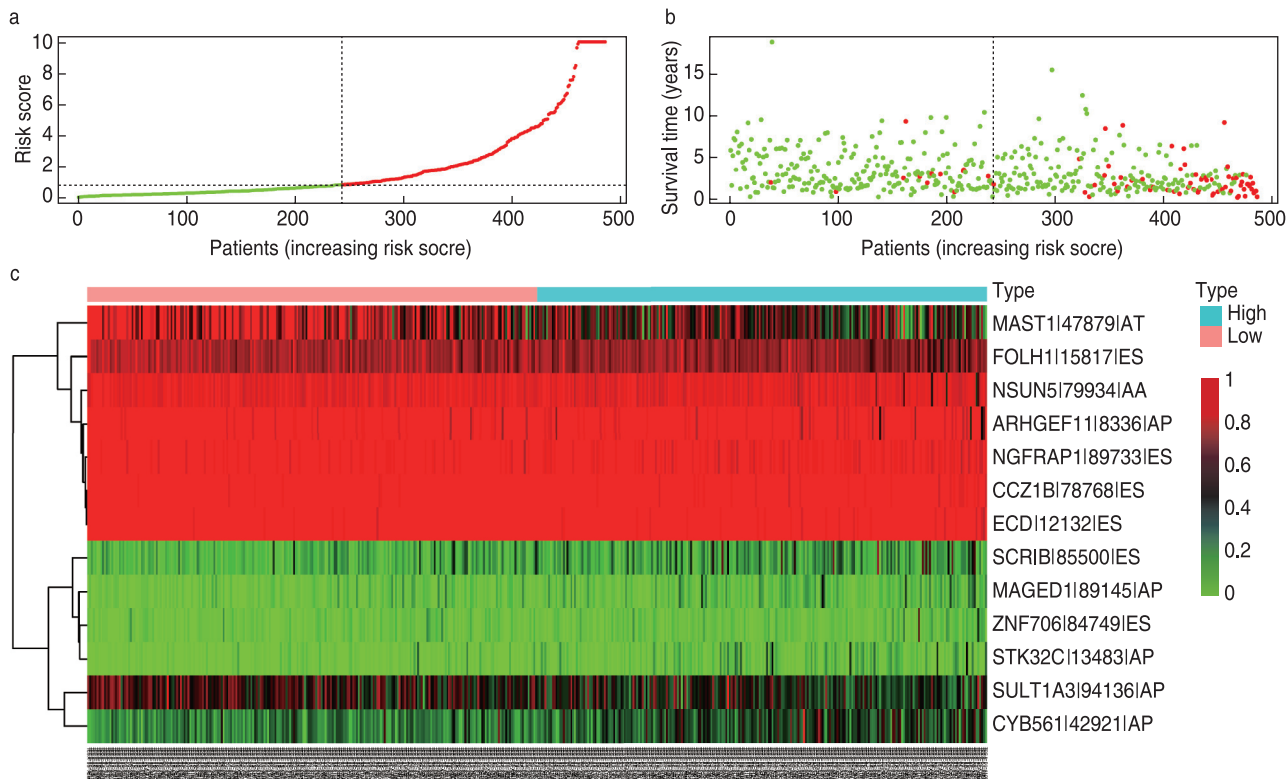 a
10
8
6
4
2
0
Risk score
0 100 200 300 400 500
Patients (increasing risk socre)
b
15
10
5
0
Survival time (years)
0 100 200 300 400 500
Patients (increasing risk socre)
c
Type
MAST1|47879|AT
FOLH1|15817|ES
NSUN5|79934|AA
ARHGEF11|8336|AP
NGFRAP1|89733|ES
CCZ1B|78768|ES
ECD|12132|ES
SCRIB|85500|ES
MAGED1|89145|AP
ZNF706|84749|ES
STK32C|13483|AP
SULT1A3|94136|AP
CYB561|42921|AP
Type
High
Low
1
0.8
0.6
0.4
0.2
0